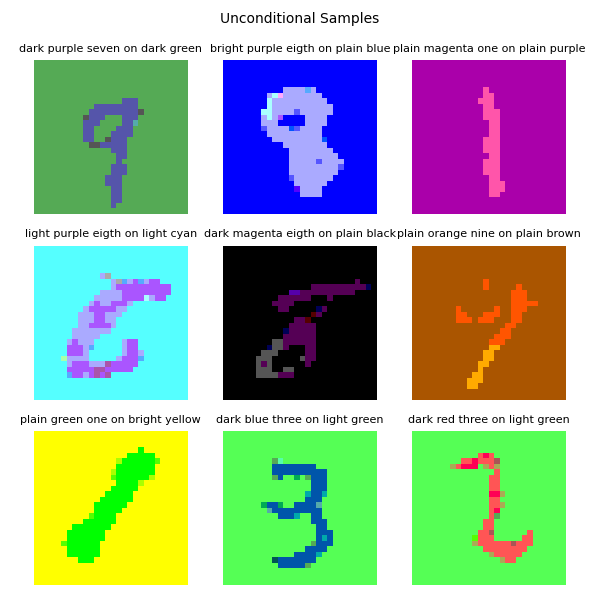 Unconditional Samples
dark purple seven on dark green
bright purple eigth on plain blue
plain magenta one on plain purple
light purple eigth on light cyan
dark magenta eigth on plain black
plain orange nine on plain brown
plain green one on bright yellow
dark blue three on light green
dark red three on light green